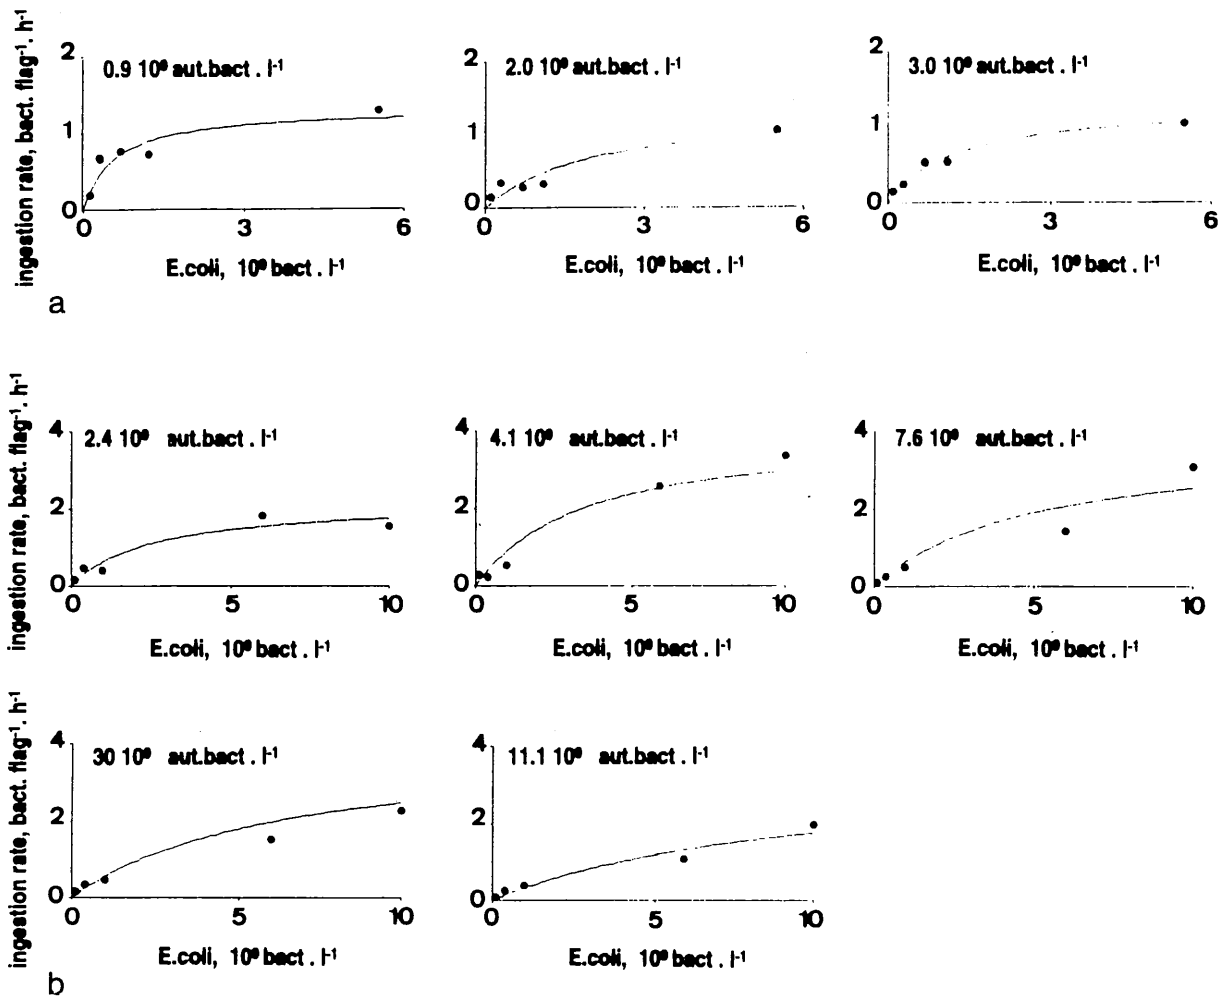 ingestion rate, bact. flag⁻¹. h⁻¹
2
1
0
0.9 10⁹ aut.bact . l⁻¹
0 3 6
E.coli, 10⁹ bact . l⁻¹
2
1
0
2.0 10⁹ aut.bact . l⁻¹
0 3 6
E.coli, 10⁹ bact . l⁻¹
2
1
0
3.0 10⁹ aut.bact . l⁻¹
0 3 6
E.coli, 10⁹ bact . l⁻¹
a
ingestion rate, bact. flag⁻¹. h⁻¹
4
2
0
2.4 10⁹ aut.bact . l⁻¹
0 5 10
E.coli, 10⁹ bact . l⁻¹
4
2
0
4.1 10⁹ aut.bact . l⁻¹
0 5 10
E.coli, 10⁹ bact . l⁻¹
4
2
0
7.6 10⁹ aut.bact . l⁻¹
0 5 10
E.coli, 10⁹ bact . l⁻¹
ingestion rate, bact. flag⁻¹. h⁻¹
4
2
0
30 10⁹ aut.bact . l⁻¹
0 5 10
E.coli, 10⁹ bact . l⁻¹
4
2
0
11.1 10⁹ aut.bact . l⁻¹
0 5 10
E.coli, 10⁹ bact . l⁻¹
b